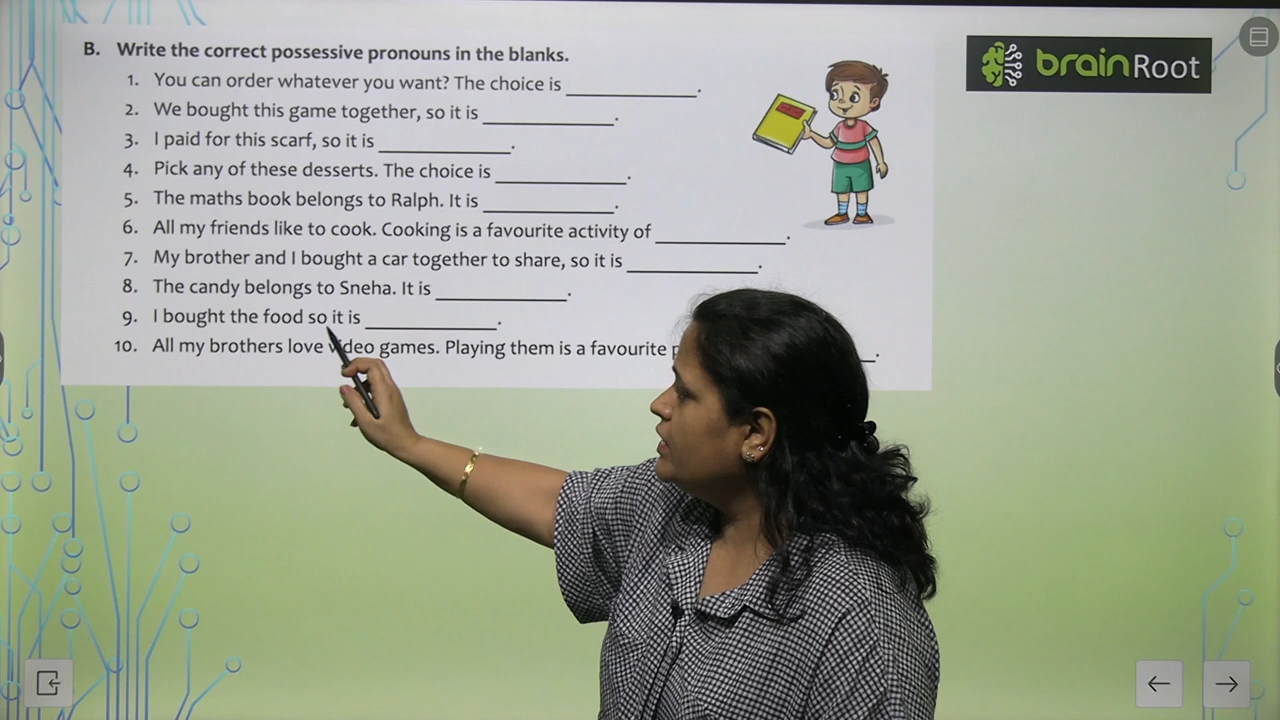 B. Write the correct possessive pronouns in the blanks.
1. You can order whatever you want? The choice is ____________.
2. We bought this game together, so it is ____________.
3. I paid for this scarf, so it is ____________.
4. Pick any of these desserts. The choice is ____________.
5. The maths book belongs to Ralph. It is ____________.
6. All my friends like to cook. Cooking is a favourite activity of ____________.
7. My brother and I bought a car together to share, so it is ____________.
8. The candy belongs to Sneha. It is ____________.
9. I bought the food so it is ____________.
10. All my brothers love video games. Playing them is a favourite
brainRoot